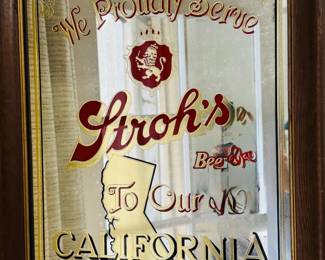 We Proudly Serve
Stroh's
Beer
To Our
CALIFORNIA